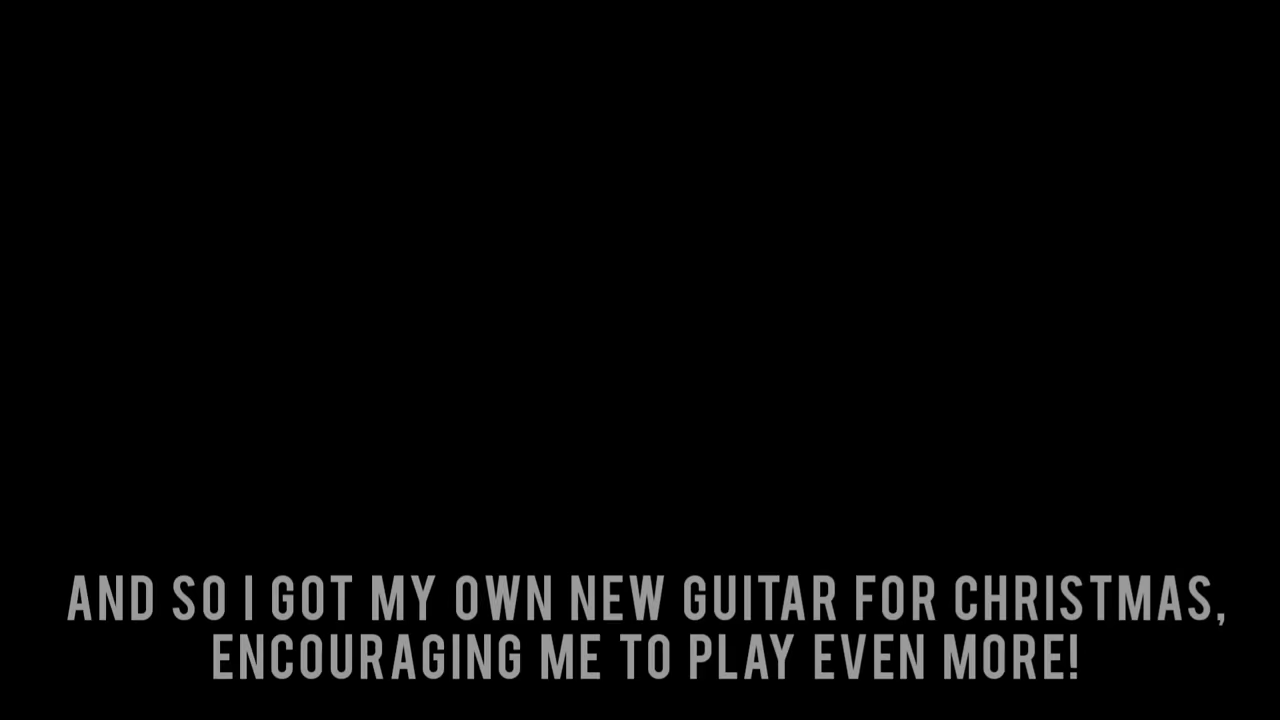 AND SO I GOT MY OWN NEW GUITAR FOR CHRISTMAS,
ENCOURAGING ME TO PLAY EVEN MORE!